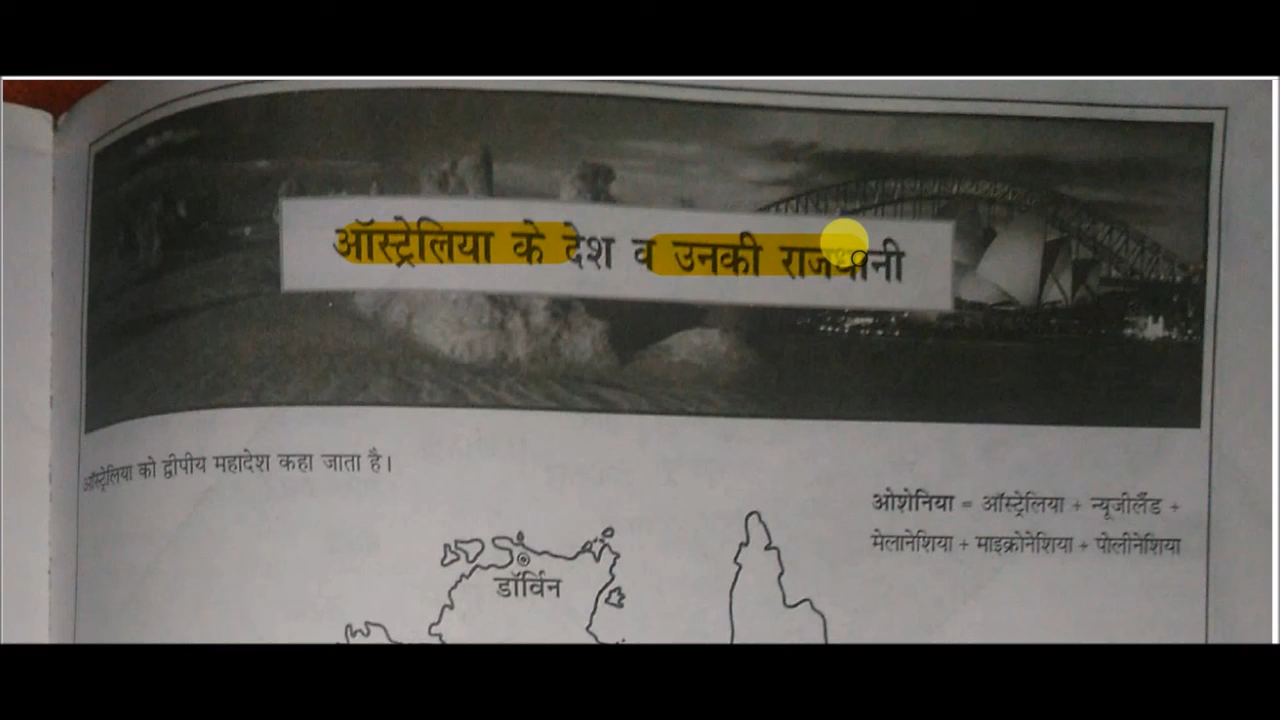 ऑस्ट्रेलिया के देश व उनकी राजधानी
ऑस्ट्रेलिया को द्वीपीय महादेश कहा जाता है।
ओशेनिया = ऑस्ट्रेलिया + न्यूजीलैंड +
मेलानेशिया + माइक्रोनेशिया + पोलीनेशिया
डॉर्विन